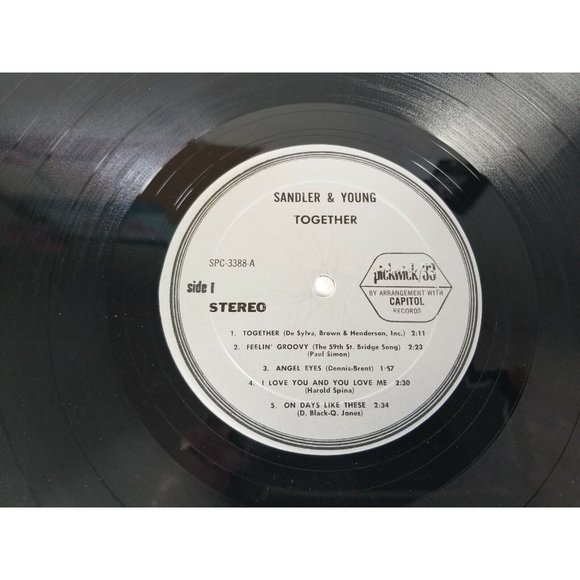 SANDLER & YOUNG
TOGETHER
SPC-3388-A
side 1
STEREO
pickwick/33
BY ARRANGEMENT WITH
CAPITOL
RECORDS
1. TOGETHER (De Sylva, Brown & Henderson, Inc.) 2:11
2. FEELIN' GROOVY (The 59th St. Bridge Song) 2:23
(Paul Simon)
3. ANGEL EYES (Dennis-Brent) 1:57
4. I LOVE YOU AND YOU LOVE ME 2:30
(Harold Spina)
5. ON DAYS LIKE THESE 2:34
(D. Black-Q. Jones)